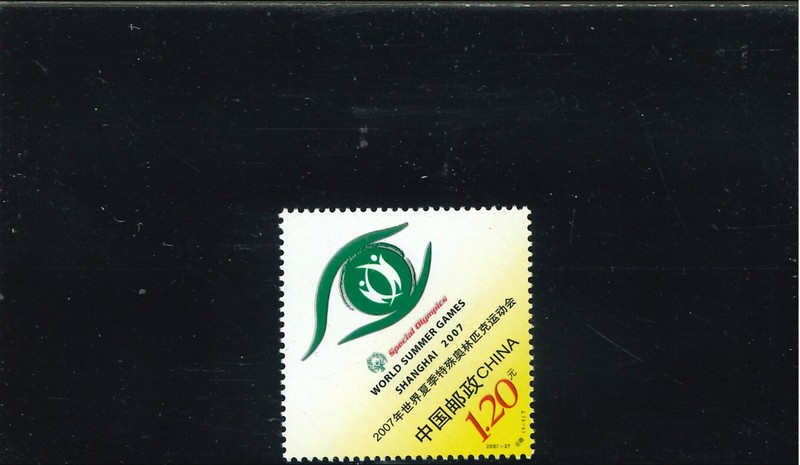 Special Olympics
WORLD SUMMER GAMES
SHANGHAI 2007
2007年世界夏季特殊奥林匹克运动会
中国邮政CHINA
1.20元
2007-27
(1-1)T